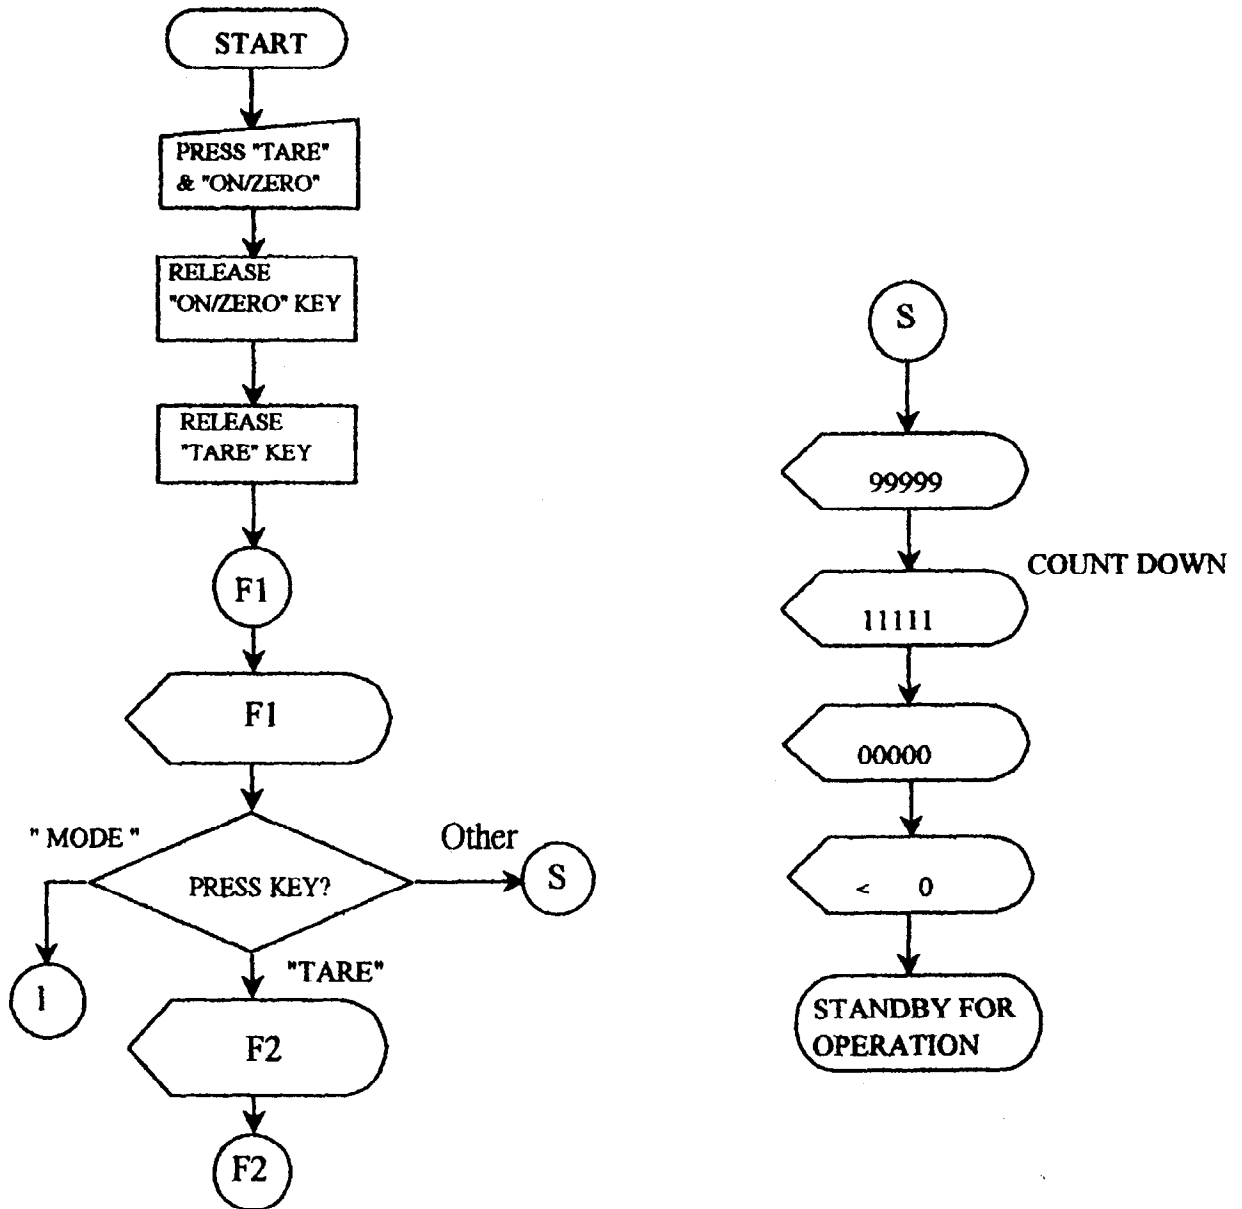 START
PRESS "TARE"
& "ON/ZERO"
RELEASE
"ON/ZERO" KEY
RELEASE
"TARE" KEY
F1
F1
"MODE"
PRESS KEY?
Other
S
1
"TARE"
F2
F2
S
99999
COUNT DOWN
11111
00000
< 0
STANDBY FOR
OPERATION